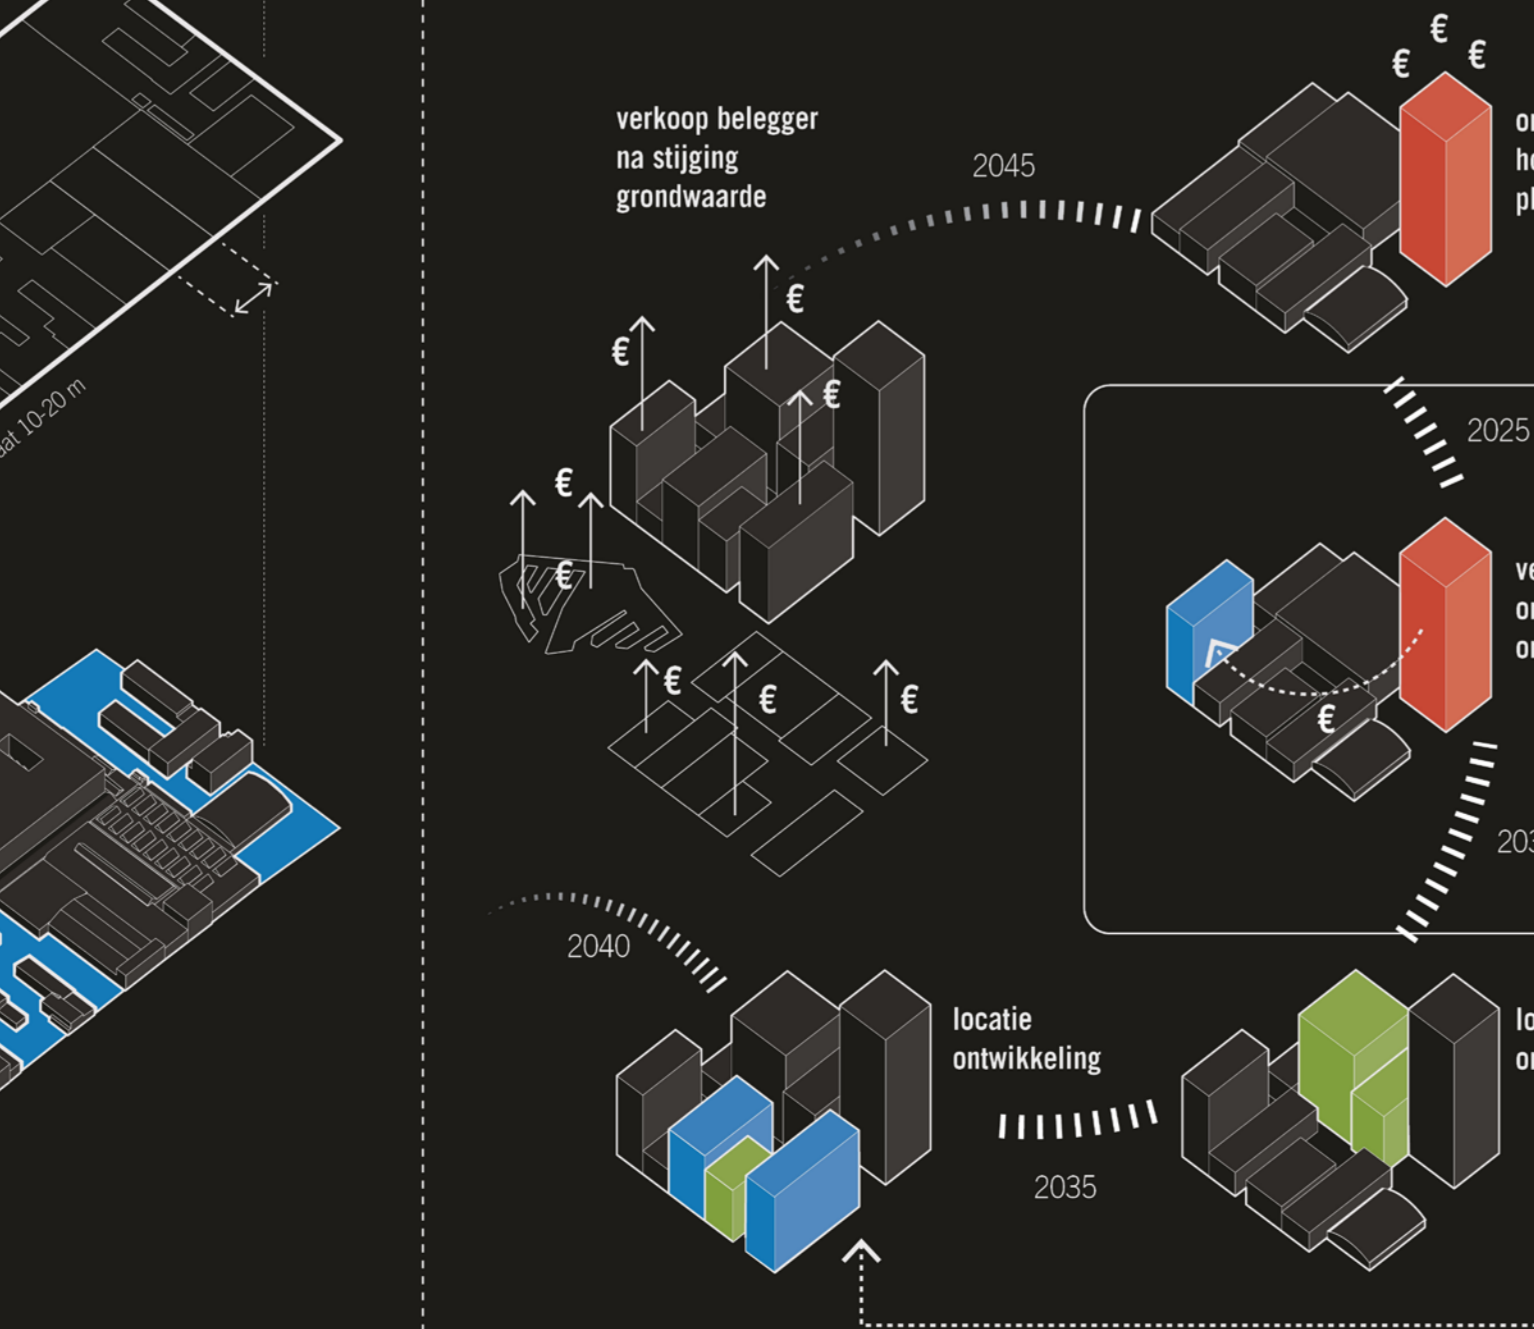 €
€ €
verkoop belegger
na stijging
grondwaarde
2045
€
€
€
2025
aat 10-20 m
€
€
€
€
€
€
2040
locatie
ontwikkeling
2035